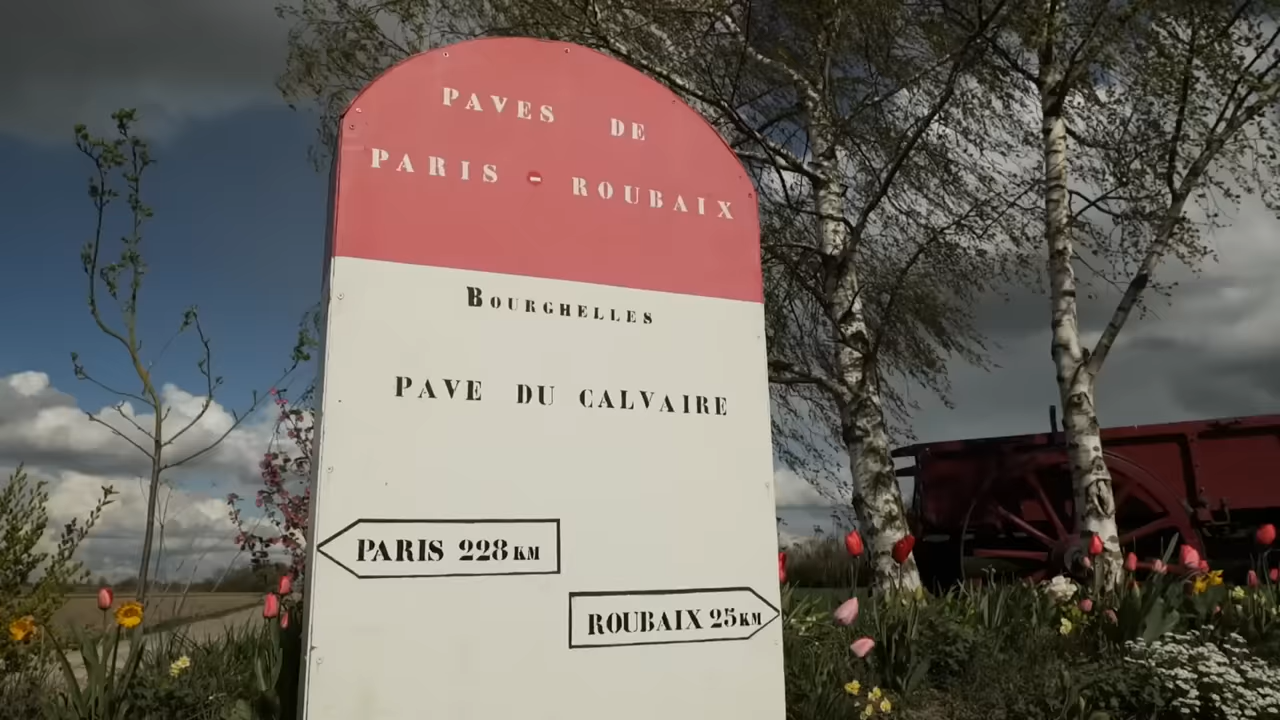 PAVES DE
PARIS - ROUBAIX
BOURGHELLES
PAVE DU CALVAIRE
PARIS 228 KM
ROUBAIX 25 KM